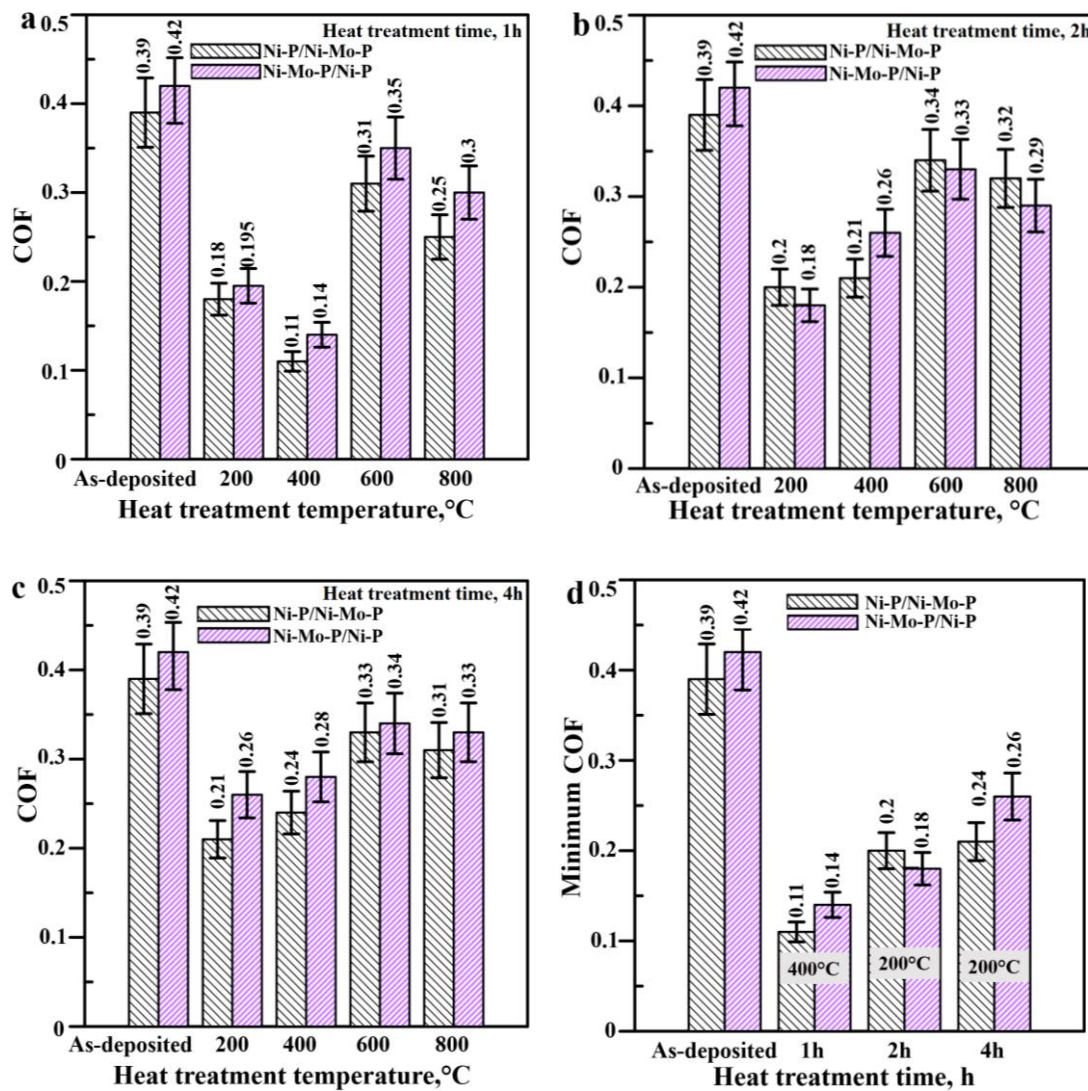 a
Heat treatment time, 1h
Ni-P/Ni-Mo-P
Ni-Mo-P/Ni-P
COF
0.5
0.4
0.3
0.2
0.1
0
0.39
0.42
0.18
0.195
0.11
0.14
0.31
0.35
0.25
0.3
As-deposited 200 400 600 800
Heat treatment temperature,°C
b
Heat treatment time, 2h
Ni-P/Ni-Mo-P
Ni-Mo-P/Ni-P
COF
0.5
0.4
0.3
0.2
0.1
0
0.39
0.42
0.2
0.18
0.21
0.26
0.34
0.33
0.32
0.29
As-deposited 200 400 600 800
Heat treatment temperature, °C
c
Heat treatment time, 4h
Ni-P/Ni-Mo-P
Ni-Mo-P/Ni-P
COF
0.5
0.4
0.3
0.2
0.1
0
0.39
0.42
0.21
0.26
0.24
0.28
0.33
0.34
0.31
0.33
As-deposited 200 400 600 800
Heat treatment temperature,°C
d
Ni-P/Ni-Mo-P
Ni-Mo-P/Ni-P
Minimum COF
0.5
0.4
0.3
0.2
0.1
0
0.39
0.42
0.11
0.14
0.2
0.18
0.24
0.26
400°C 200°C 200°C
As-deposited 1h 2h 4h
Heat treatment time, h